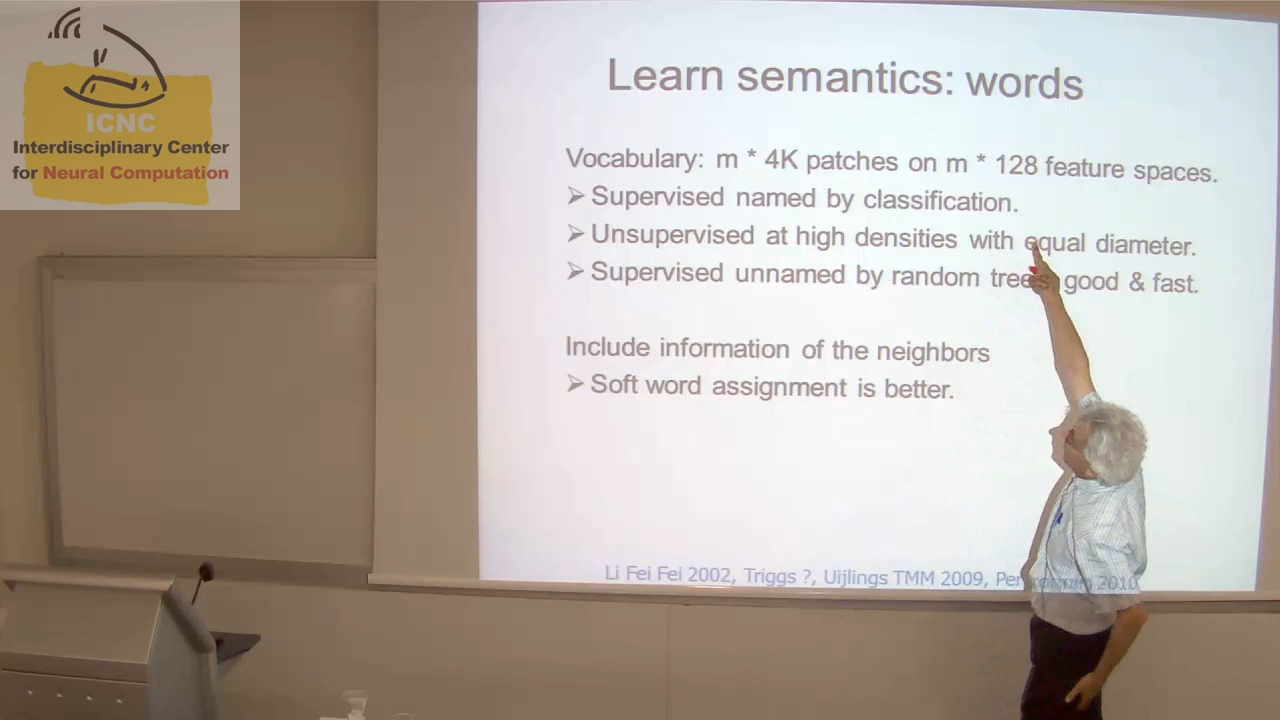 ICNC
Interdisciplinary Center
for Neural Computation
Learn semantics: words
Vocabulary: m * 4K patches on m * 128 feature spaces.
Supervised named by classification.
Unsupervised at high densities with equal diameter.
Supervised unnamed by random trees, good & fast.
Include information of the neighbors
Soft word assignment is better.
Li Fei Fei 2002, Triggs ?, Uijlings TMM 2009, 2010